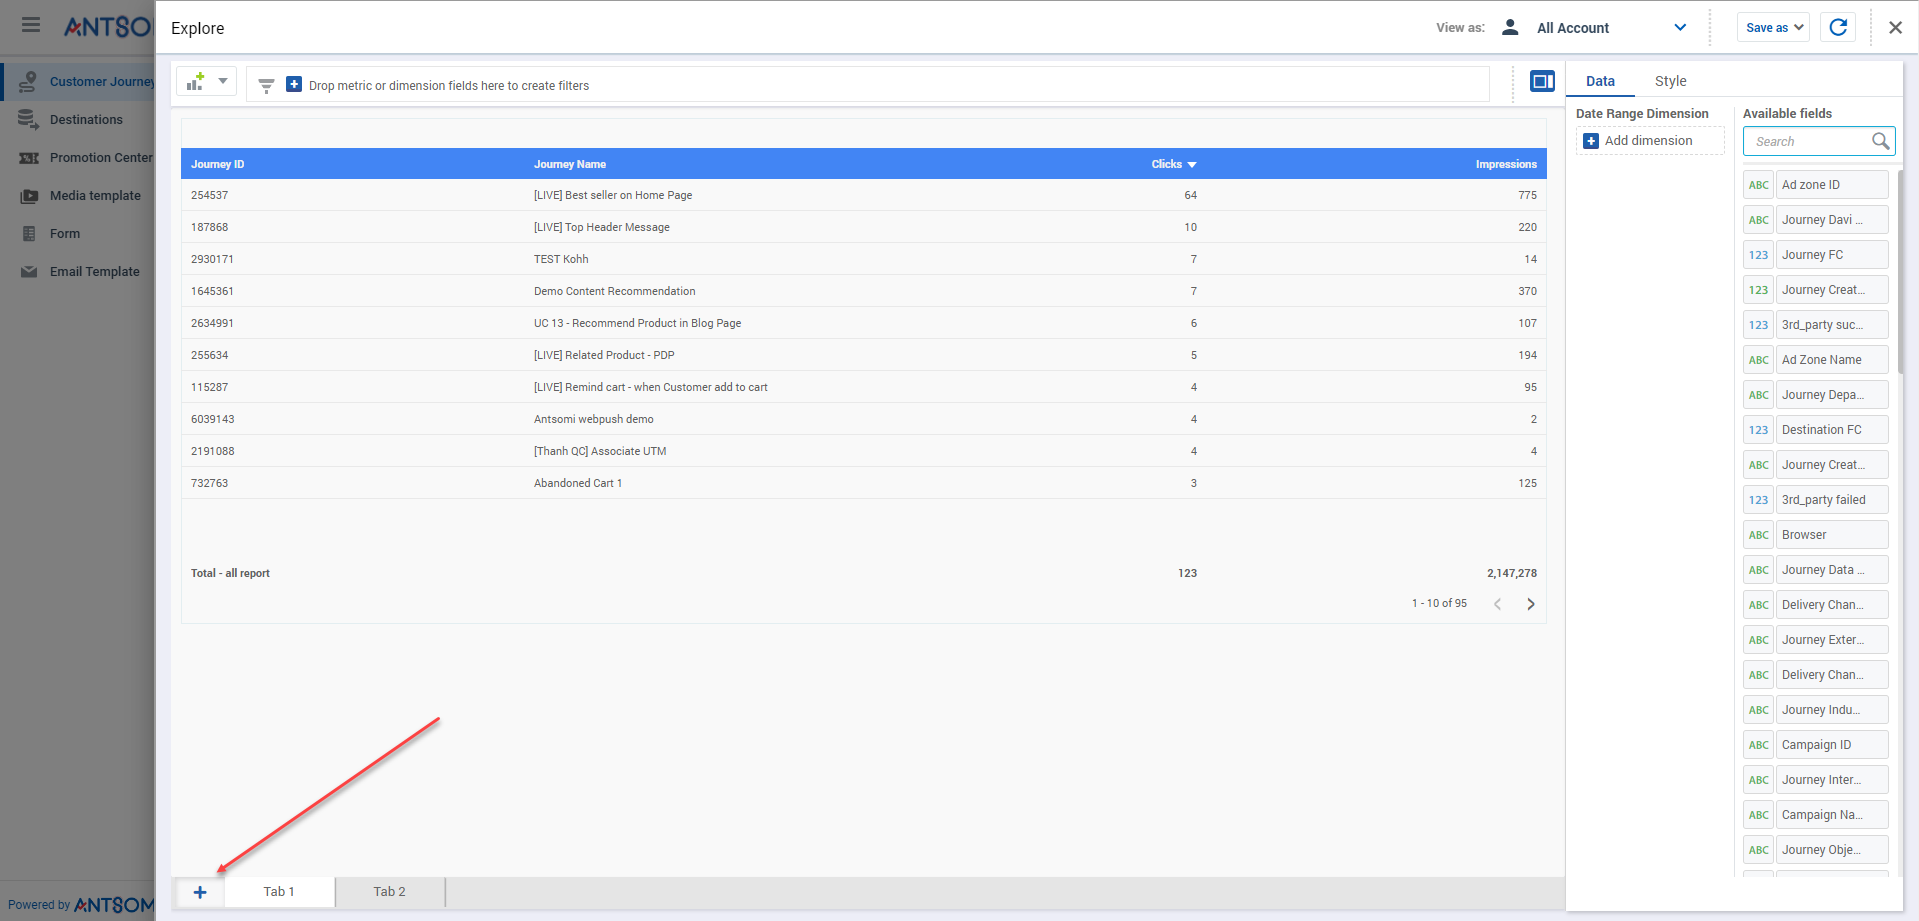 ANTSO
Explore
View as:
All Account
Save as
Customer Journey
Destinations
Promotion Center
Media template
Form
Email Template
Powered by ANTSOM
Drop metric or dimension fields here to create filters
Journey ID Journey Name Clicks Impressions
254537 [LIVE] Best seller on Home Page 64 775
187868 [LIVE] Top Header Message 10 220
2930171 TEST Kohh 7 14
1645361 Demo Content Recommendation 7 370
2634991 UC 13 - Recommend Product in Blog Page 6 107
255634 [LIVE] Related Product - PDP 5 194
115287 [LIVE] Remind cart - when Customer add to cart 4 95
6039143 Antsomi webpush demo 4 2
2191088 [Thanh QC] Associate UTM 4 4
732763 Abandoned Cart 1 3 125
Total - all report 123 2,147,278
1 - 10 of 95
Tab 1 Tab 2
Data Style
Date Range Dimension
Add dimension
Available fields
Search
ABC Ad zone ID
ABC Journey Davi ...
123 Journey FC
123 Journey Creat...
123 3rd_party suc...
ABC Ad Zone Name
ABC Journey Depa...
123 Destination FC
ABC Journey Creat...
123 3rd_party failed
ABC Browser
ABC Journey Data ...
ABC Delivery Chan...
ABC Journey Exter...
ABC Delivery Chan...
ABC Journey Indu...
ABC Campaign ID
ABC Journey Inter...
ABC Campaign Na...
ABC Journey Obje...